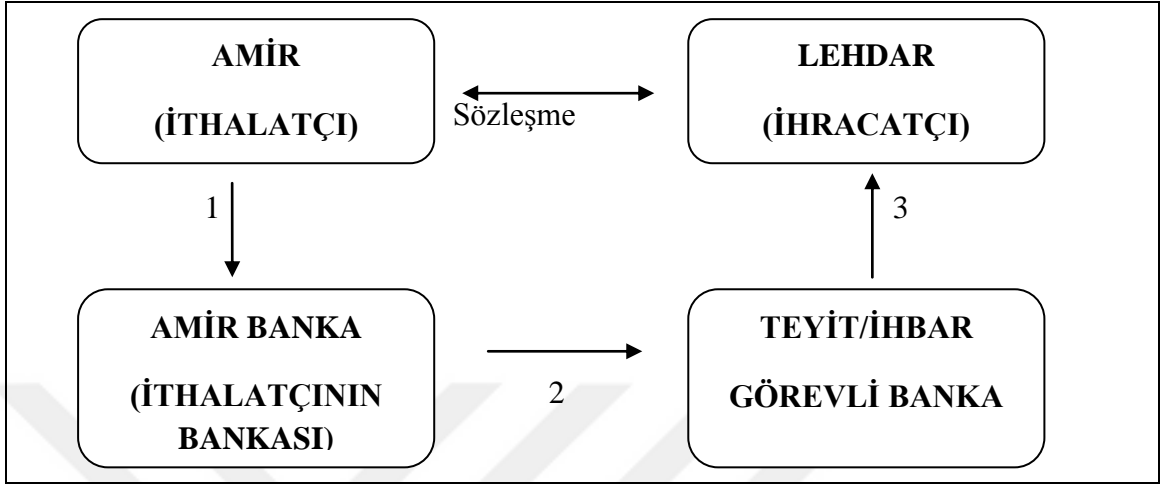 AMİR
(İTHALATÇI)
Sözleşme
LEHDAR
(İHRACATÇI)
1
3
AMİR BANKA
(İTHALATÇININ
BANKASI)
2
TEYİT/İHBAR
GÖREVLİ BANKA